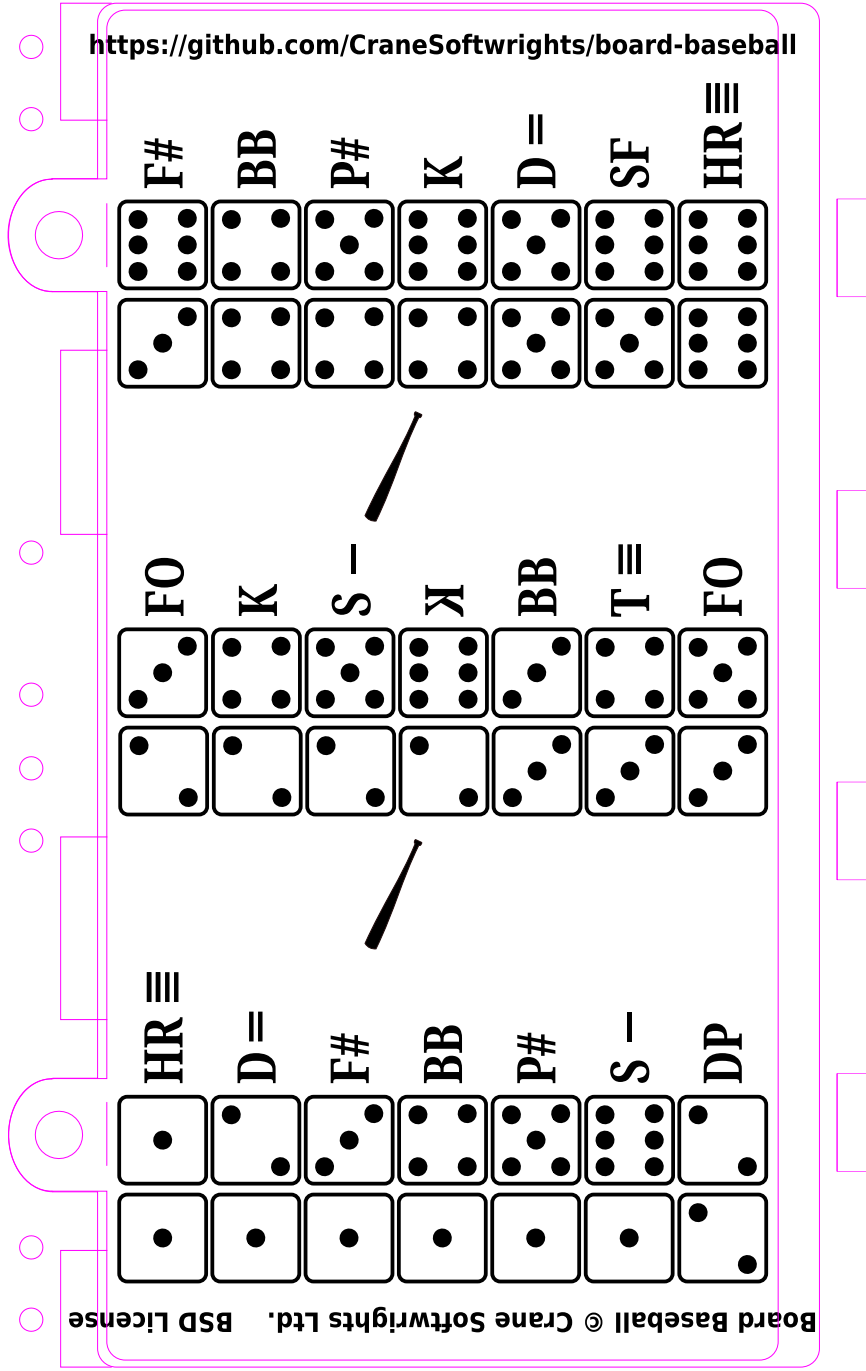 https://github.com/CraneSoftwrights/board-baseball
F#
BB
P#
K
D =
SF
HR ≣
FO
K
S –
ꓘ
BB
T ≡
FO
HR ≣
D =
F#
BB
P#
S –
DP
Board Baseball © Crane Softwrights Ltd. BSD License